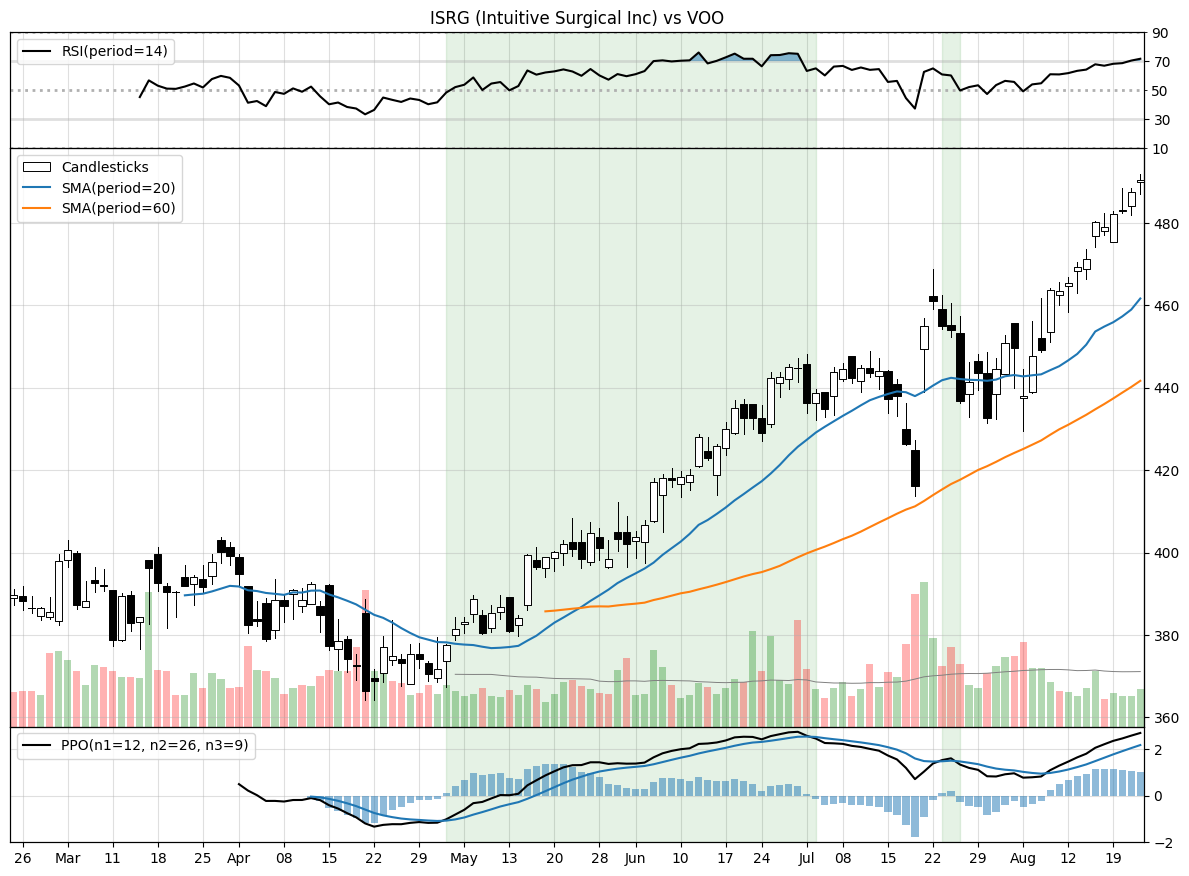 ISRG (Intuitive Surgical Inc) vs VOO
RSI(period=14)
90
70
50
30
10
Candlesticks
SMA(period=20)
SMA(period=60)
480
460
440
420
400
380
360
PPO(n1=12, n2=26, n3=9)
2
0
−2
26 Mar 11 18 25 Apr 08 15 22 29 May 13 20 28 Jun 10 17 24 Jul 08 15 22 29 Aug 12 19